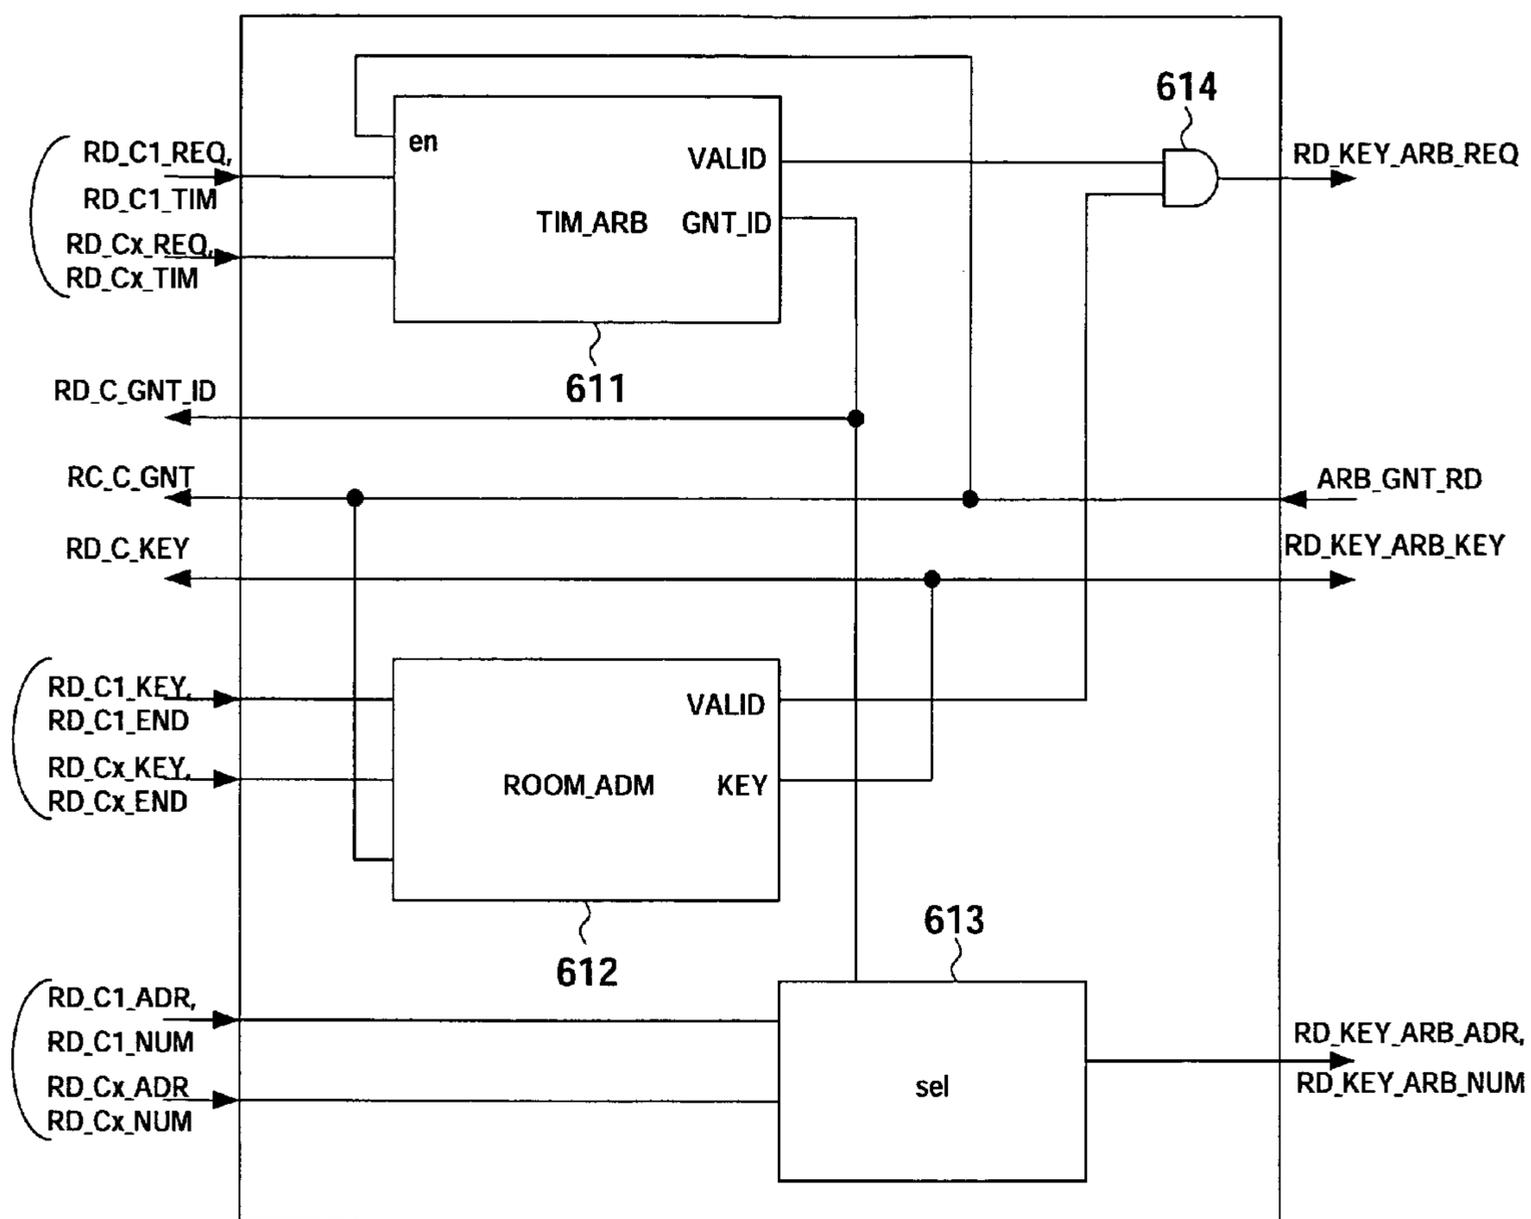 614
RD_C1_REQ,
RD_C1_TIM
RD_Cx_REQ,
RD_Cx_TIM
en
VALID
TIM_ARB
GNT_ID
RD_KEY_ARB_REQ
611
RD_C_GNT_ID
RC_C_GNT
ARB_GNT_RD
RD_C_KEY
RD_KEY_ARB_KEY
RD_C1_KEY,
RD_C1_END
RD_Cx_KEY,
RD_Cx_END
VALID
ROOM_ADM
KEY
612
613
RD_C1_ADR,
RD_C1_NUM
RD_Cx_ADR
RD_Cx_NUM
sel
RD_KEY_ARB_ADR,
RD_KEY_ARB_NUM